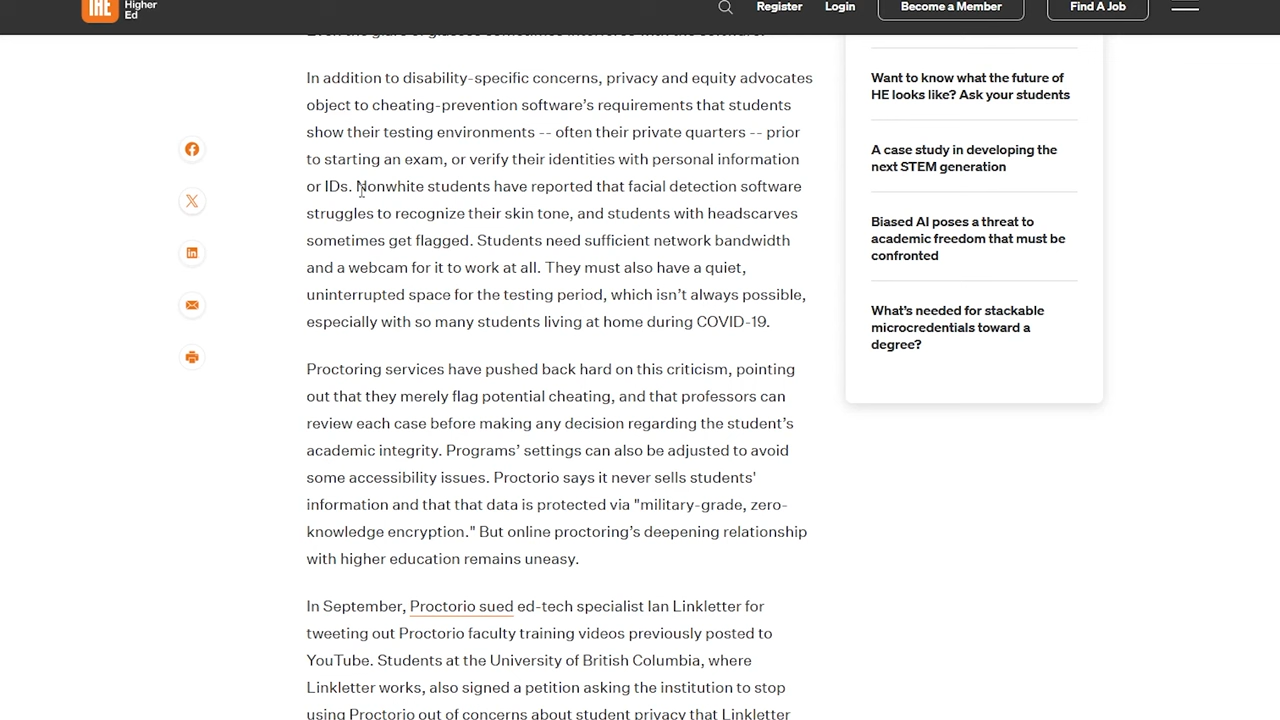 IHE
Higher
Ed
Register
Login
Become a Member
Find A Job
Even the glare of glasses sometimes interferes with the software.
In addition to disability-specific concerns, privacy and equity advocates
object to cheating-prevention software’s requirements that students
show their testing environments -- often their private quarters -- prior
to starting an exam, or verify their identities with personal information
or IDs. Nonwhite students have reported that facial detection software
struggles to recognize their skin tone, and students with headscarves
sometimes get flagged. Students need sufficient network bandwidth
and a webcam for it to work at all. They must also have a quiet,
uninterrupted space for the testing period, which isn’t always possible,
especially with so many students living at home during COVID-19.
Proctoring services have pushed back hard on this criticism, pointing
out that they merely flag potential cheating, and that professors can
review each case before making any decision regarding the student’s
academic integrity. Programs’ settings can also be adjusted to avoid
some accessibility issues. Proctorio says it never sells students'
information and that that data is protected via "military-grade, zero-
knowledge encryption." But online proctoring’s deepening relationship
with higher education remains uneasy.
In September, Proctorio sued ed-tech specialist Ian Linkletter for
tweeting out Proctorio faculty training videos previously posted to
YouTube. Students at the University of British Columbia, where
Linkletter works, also signed a petition asking the institution to stop
using Proctorio out of concerns about student privacy that Linkletter
Want to know what the future of
HE looks like? Ask your students
A case study in developing the
next STEM generation
Biased AI poses a threat to
academic freedom that must be
confronted
What’s needed for stackable
microcredentials toward a
degree?